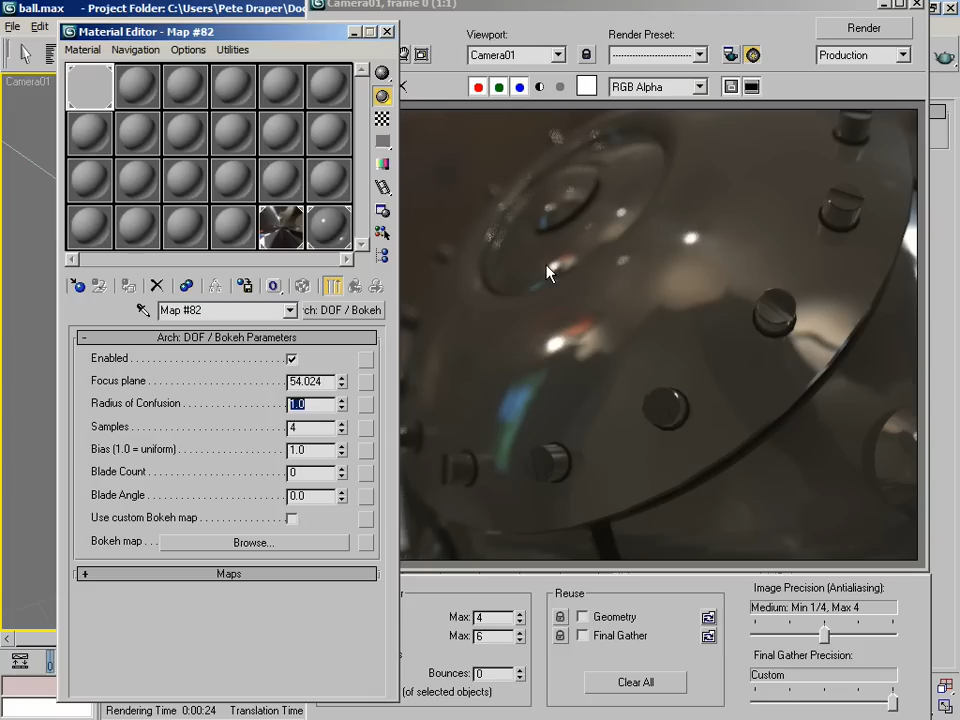 ball.max - Project Folder: C:\Users\Pete Draper\Doc
Camera01, frame 0 (1:1)
File Edit
Material Editor - Map #82
Material Navigation Options Utilities
Viewport:
Camera01
Render Preset:
Render
Production
RGB Alpha
Camera01
Map #82
Arch: DOF / Bokeh
- Arch: DOF / Bokeh Parameters
Enabled
Focus plane 54.024
Radius of Confusion 1.0
Samples 4
Bias (1.0 = uniform) 1.0
Blade Count 0
Blade Angle 0.0
Use custom Bokeh map
Bokeh map Browse...
+ Maps
Max: 4
Max: 6
Bounces: 0
(of selected objects)
Reuse
Geometry
Final Gather
Clear All
Image Precision (Antialiasing):
Medium: Min 1/4, Max 4
Final Gather Precision:
Custom
Rendering Time 0:00:24 Translation Time